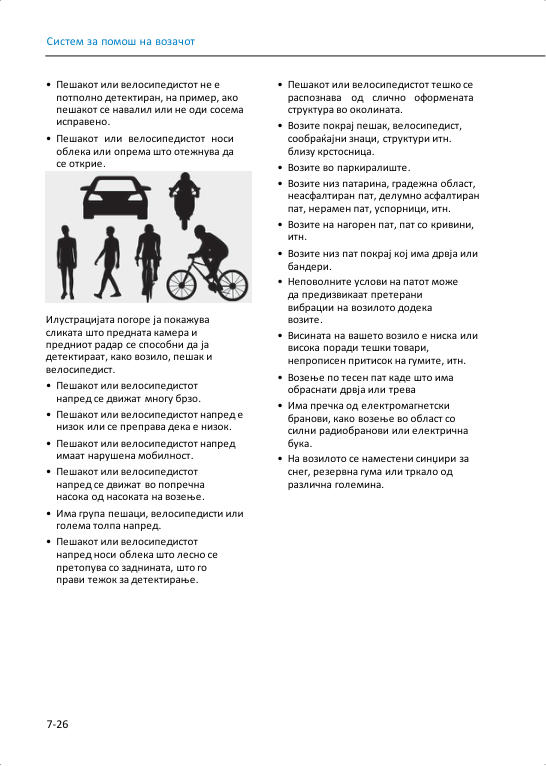 Систем за помош на возачот
• Пешакот или велосипедистот не е
потполно детектиран, на пример, ако
пешакот се навалил или не оди сосема
исправено.
• Пешакот или велосипедистот носи
облека или опрема што отежнува да
се открие.
Илустрацијата погоре ја покажува
сликата што предната камера и
предниот радар се способни да ја
детектираат, како возило, пешак и
велосипедист.
• Пешакот или велосипедистот
напред се движат многу брзо.
• Пешакот или велосипедистот напред е
низок или се преправа дека е низок.
• Пешакот или велосипедистот напред
имаат нарушена мобилност.
• Пешакот или велосипедистот
напред се движат во попречна
насока од насоката на возење.
• Има група пешаци, велосипедисти или
голема толпа напред.
• Пешакот или велосипедистот
напред носи облека што лесно се
претопува со заднината, што го
прави тежок за детектирање.
• Пешакот или велосипедистот тешко се
распознава од слично оформената
структура во околината.
• Возите покрај пешак, велосипедист,
сообраќајни знаци, структури итн.
близу крстосница.
• Возите во паркиралиште.
• Возите низ патарина, градежна област,
неасфалтиран пат, делумно асфалтиран
пат, нерамен пат, успорници, итн.
• Возите на нагорен пат, пат со кривини,
итн.
• Возите низ пат покрај кој има дрвја или
бандери.
• Неповолните услови на патот може
да предизвикаат претерани
вибрации на возилото додека
возите.
• Висината на вашето возило е ниска или
висока поради тешки товари,
непрописен притисок на гумите, итн.
• Возење по тесен пат каде што има
обраснати дрвја или трева
• Има пречка од електромагнетски
бранови, како возење во област со
силни радиобранови или електрична
бука.
• На возилото се наместени синџири за
снег, резервна гума или тркало од
различна големина.
7-26